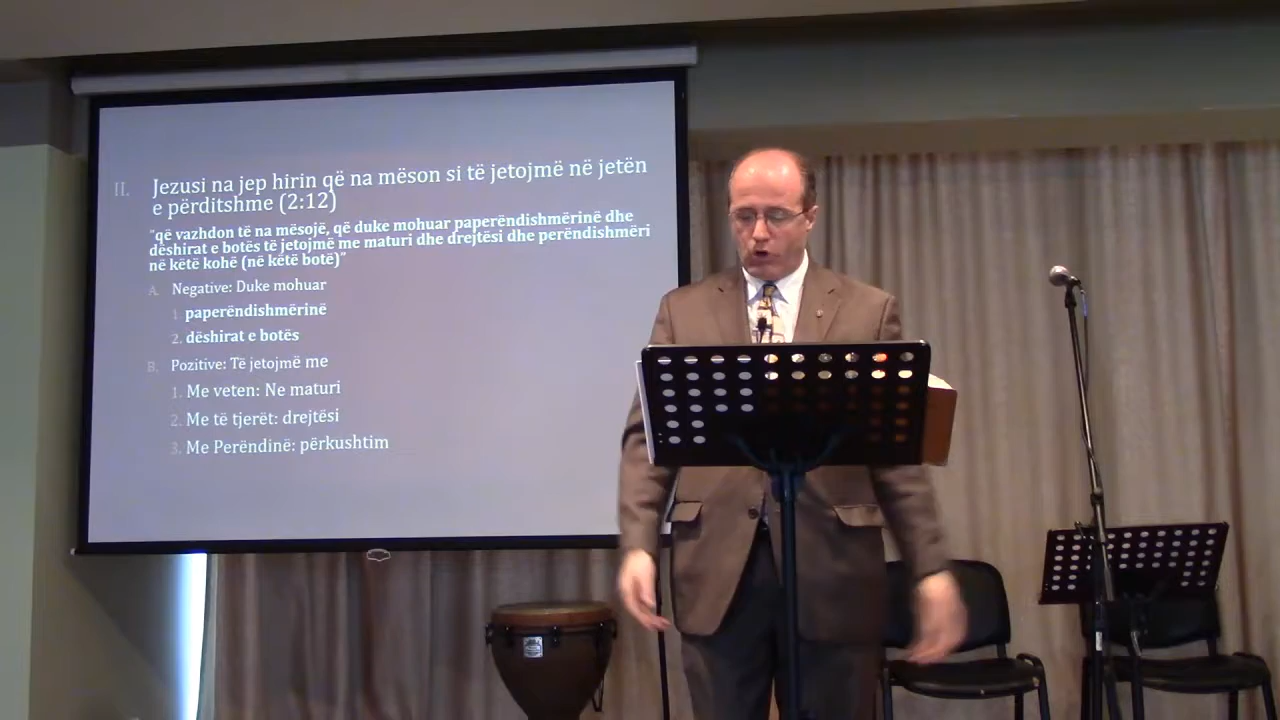 II. Jezusi na jep hirin që na mëson si të jetojmë në jetën
e përditshme (2:12)
"që vazhdon të na mësojë, që duke mohuar paperëndishmërinë dhe
dëshirat e botës të jetojmë me maturi dhe drejtësi dhe perëndishmëri
në këtë kohë (në këtë botë)"
A. Negative: Duke mohuar
1. paperëndishmërinë
2. dëshirat e botës
B. Pozitive: Të jetojmë me
1. Me veten: Ne maturi
2. Me të tjerët: drejtësi
3. Me Perëndinë: përkushtim